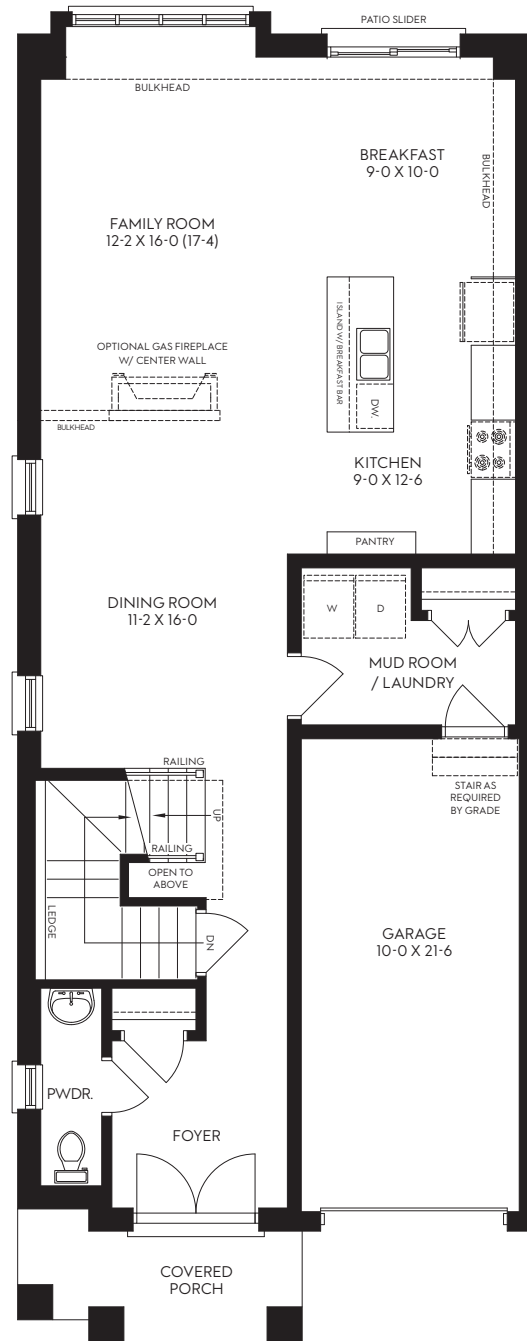 PATIO SLIDER
BULKHEAD
BREAKFAST
9-0 X 10-0
BULKHEAD
FAMILY ROOM
12-2 X 16-0 (17-4)
OPTIONAL GAS FIREPLACE
W/ CENTER WALL
ISLAND W/ BREAKFAST BAR
DW.
BULKHEAD
KITCHEN
9-0 X 12-6
PANTRY
DINING ROOM
11-2 X 16-0
W
D
MUD ROOM
/ LAUNDRY
RAILING
STAIR AS
REQUIRED
BY GRADE
UP
RAILING
OPEN TO
ABOVE
LEDGE
DN
GARAGE
10-0 X 21-6
PWDR.
FOYER
COVERED
PORCH